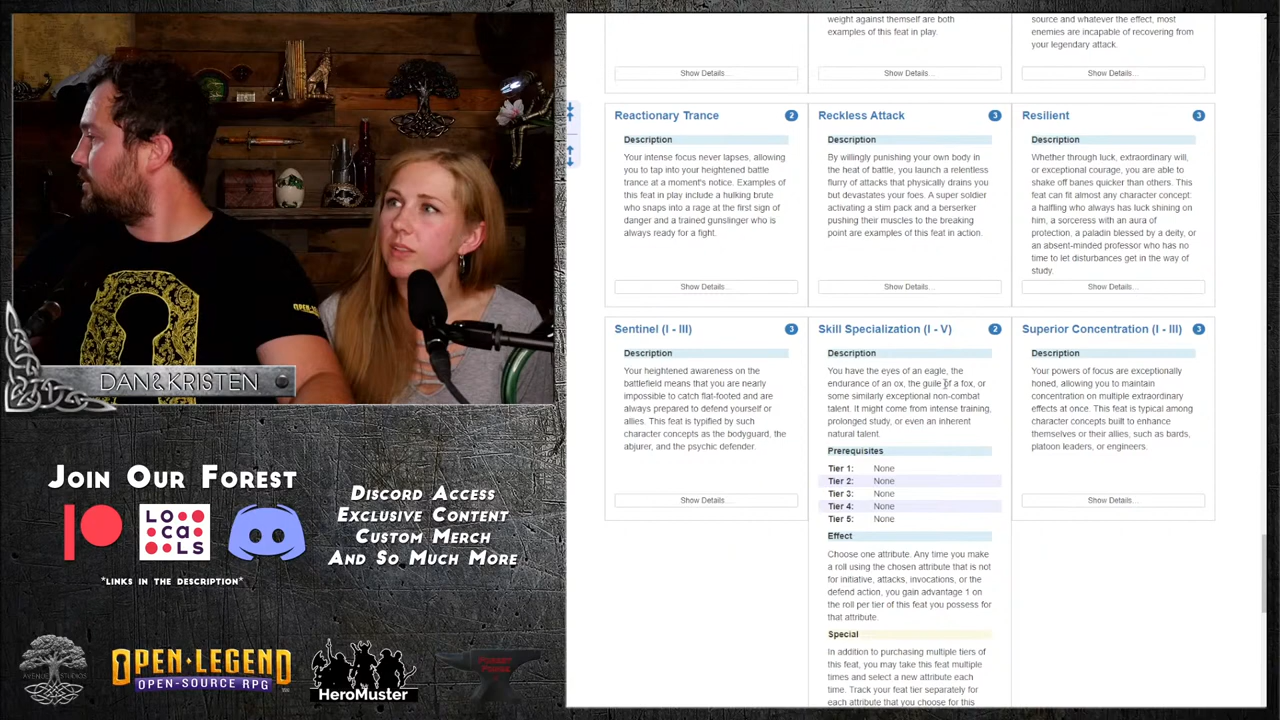 DAN & KRISTEN
JOIN OUR FOREST
LOCALS
*LINKS IN THE DESCRIPTION*
DISCORD ACCESS
EXCLUSIVE CONTENT
CUSTOM MERCH
AND SO MUCH MORE
OPEN LEGEND
OPEN-SOURCE RPG
HeroMuster
weight against themself are both
examples of this feat in play.
Show Details...
source and whatever the effect, most
enemies are incapable of recovering from
your legendary attack.
Show Details...
Show Details...
Reactionary Trance 2
Description
Your intense focus never lapses, allowing
you to tap into your heightened battle
trance at a moment's notice. Examples of
this feat in play include a hulking brute
who snaps into a rage at the first sign of
danger and a trained gunslinger who is
always ready for a fight.
Show Details...
Reckless Attack 3
Description
By willingly punishing your own body in
the heat of battle, you launch a relentless
flurry of attacks that physically drains you
but devastates your foes. A super soldier
activating a stim pack and a berserker
pushing their muscles to the breaking
point are examples of this feat in action.
Show Details...
Resilient 3
Description
Whether through luck, extraordinary will,
or exceptional courage, you are able to
shake off banes quicker than others. This
feat can fit almost any character concept:
a halfling who always has luck shining on
him, a sorceress with an aura of
protection, a paladin blessed by a deity, or
an absent-minded professor who has no
time to let disturbances get in the way of
study.
Show Details...
Sentinel (I - III) 3
Description
Your heightened awareness on the
battlefield means that you are nearly
impossible to catch flat-footed and are
always prepared to defend yourself or
allies. This feat is typified by such
character concepts as the bodyguard, the
abjurer, and the psychic defender.
Show Details...
Skill Specialization (I - V) 2
Description
You have the eyes of an eagle, the
endurance of an ox, the guile of a fox, or
some similarly exceptional non-combat
talent. It might come from intense training,
prolonged study, or even an inherent
natural talent.
Prerequisites
Tier 1: None
Tier 2: None
Tier 3: None
Tier 4: None
Tier 5: None
Effect
Choose one attribute. Any time you make
a roll using the chosen attribute that is not
for initiative, attacks, invocations, or the
defend action, you gain advantage 1 on
the roll per tier of this feat you possess for
that attribute.
Special
In addition to purchasing multiple tiers of
this feat, you may take this feat multiple
times and select a new attribute each
time. Track your feat tier separately for
each attribute that you choose for this
Superior Concentration (I - III) 3
Description
Your powers of focus are exceptionally
honed, allowing you to maintain
concentration on multiple extraordinary
effects at once. This feat is typical among
character concepts built to enhance
themselves or their allies, such as bards,
platoon leaders, or engineers.
Show Details...